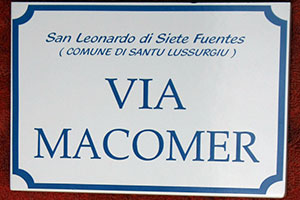 San Leonardo di Siete Fuentes
( COMUNE DI SANTU LUSSURGIU )
VIA
MACOMER